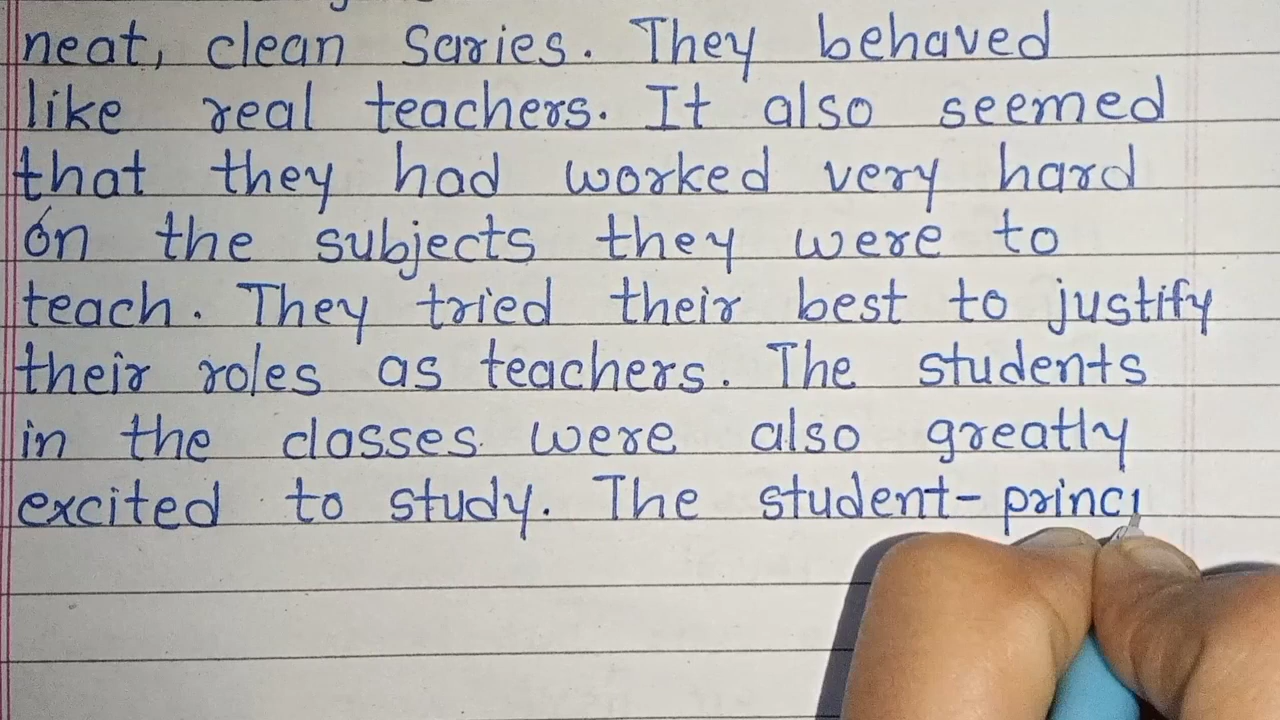 neat, clean Saries. They behaved
like real teachers. It also seemed
that they had worked very hard
on the subjects they were to
teach. They tried their best to justify
their roles as teachers. The students
in the classes were also greatly
excited to study. The student-princi